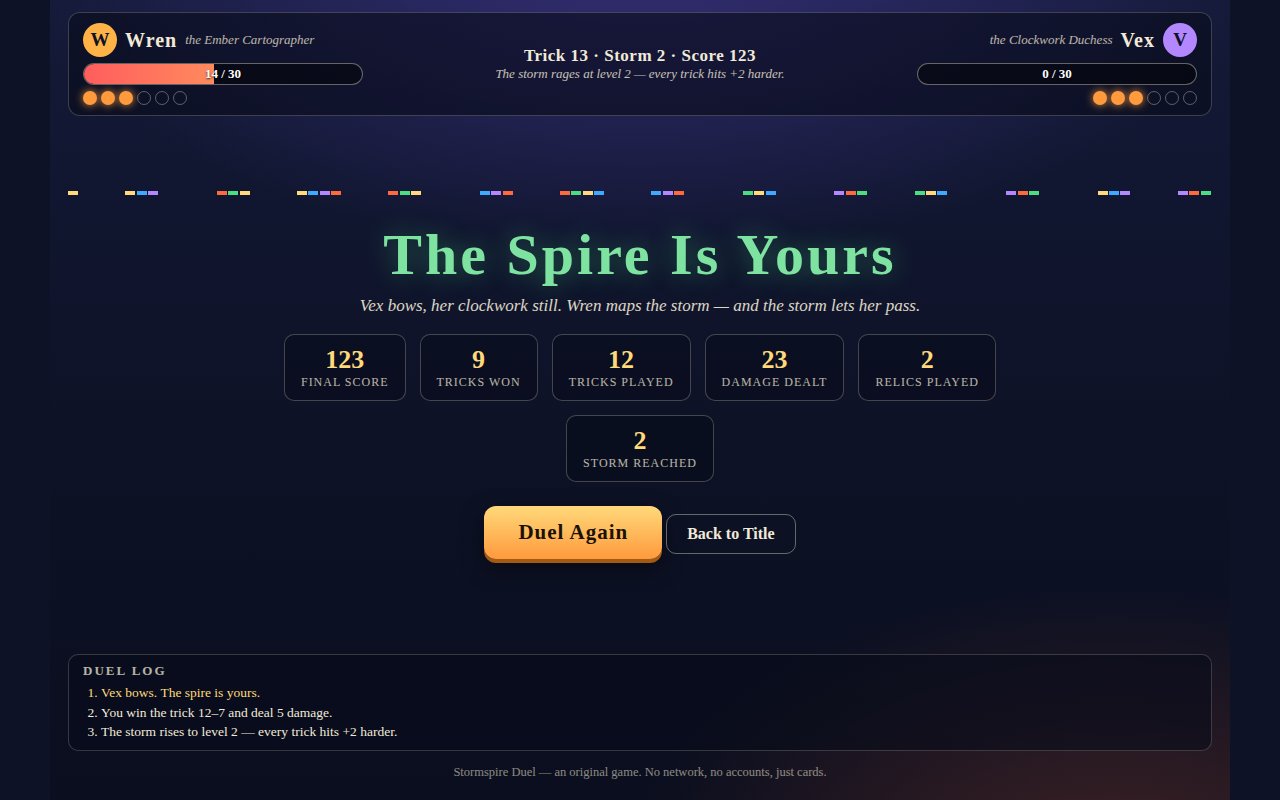 W Wren the Ember Cartographer
14 / 30
Trick 13 · Storm 2 · Score 123
The storm rages at level 2 — every trick hits +2 harder.
the Clockwork Duchess Vex V
0 / 30
The Spire Is Yours
Vex bows, her clockwork still. Wren maps the storm — and the storm lets her pass.
123
FINAL SCORE
9
TRICKS WON
12
TRICKS PLAYED
23
DAMAGE DEALT
2
RELICS PLAYED
2
STORM REACHED
Duel Again
Back to Title
DUEL LOG
1. Vex bows. The spire is yours.
2. You win the trick 12–7 and deal 5 damage.
3. The storm rises to level 2 — every trick hits +2 harder.
Stormspire Duel — an original game. No network, no accounts, just cards.